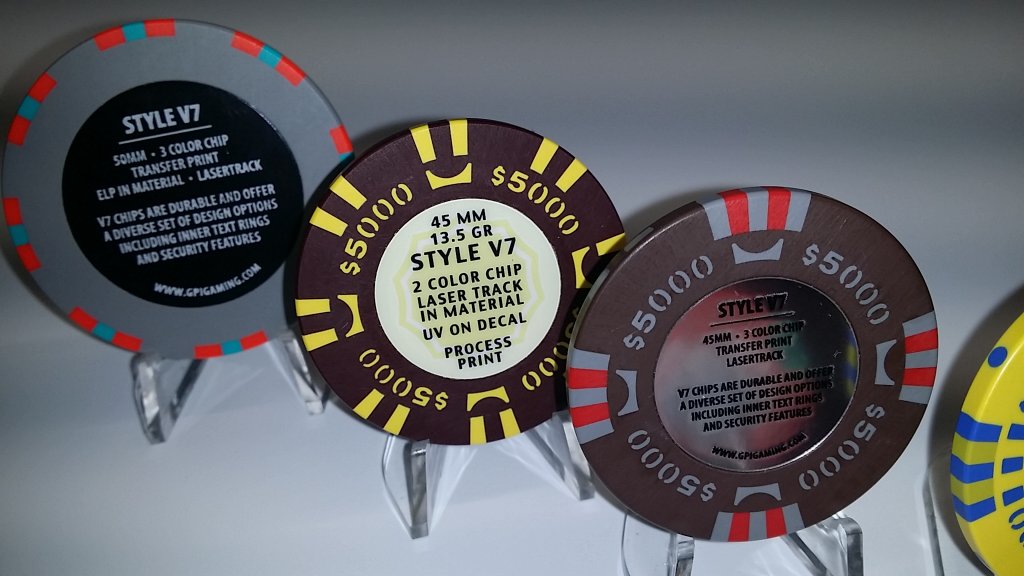 STYLE V7
50MM • 3 COLOR CHIP
TRANSFER PRINT
ELP IN MATERIAL • LASERTRACK
V7 CHIPS ARE DURABLE AND OFFER
A DIVERSE SET OF DESIGN OPTIONS
INCLUDING INNER TEXT RINGS
AND SECURITY FEATURES
WWW.GPIGAMING.COM
$5000
$5000
45 MM
13.5 GR
STYLE V7
2 COLOR CHIP
LASER TRACK
IN MATERIAL
UV ON DECAL
PROCESS
PRINT
$5000
$5000
$5000
STYLE V7
45MM • 3 COLOR CHIP
TRANSFER PRINT
LASERTRACK
V7 CHIPS ARE DURABLE AND OFFER
A DIVERSE SET OF DESIGN OPTIONS
INCLUDING INNER TEXT RINGS
AND SECURITY FEATURES
WWW.GPIGAMING.COM
$5000
$5000